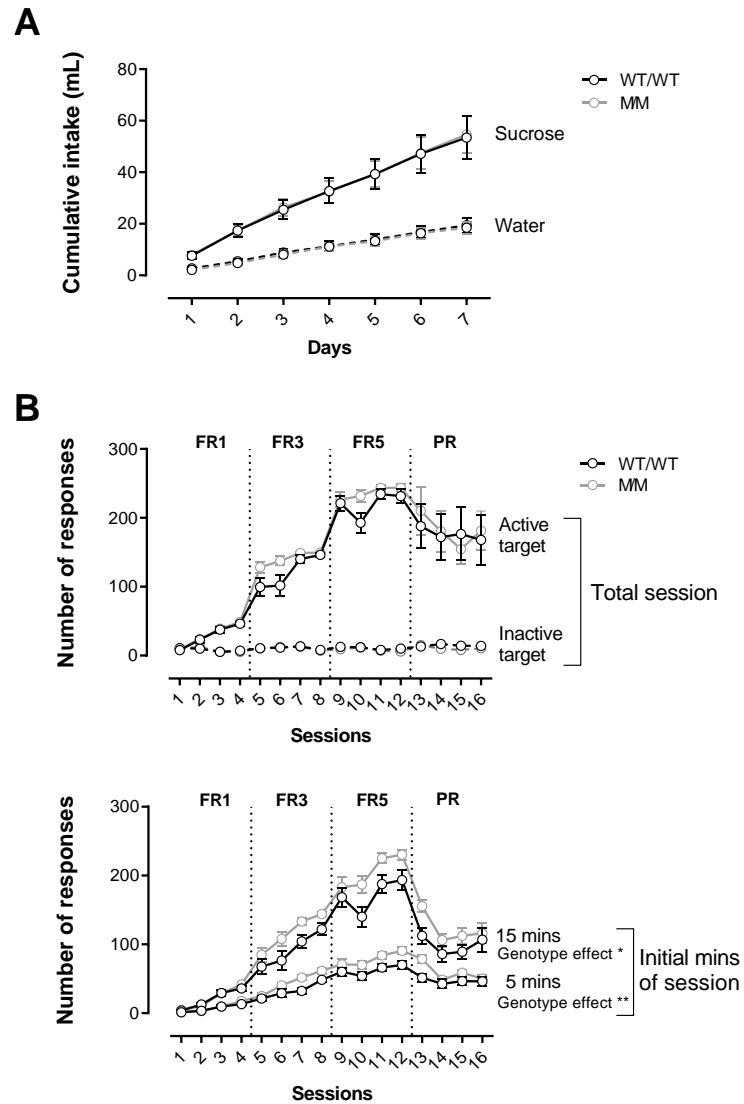 A
Cumulative intake (mL)
80
60
40
20
0
WT/WT
M/M
Sucrose
Water
1 2 3 4 5 6 7
Days
B
FR1 FR3 FR5 PR
Number of responses
300
200
100
0
WT/WT
M/M
Active
target
Total session
Inactive
target
1 2 3 4 5 6 7 8 9 10 11 12 13 14 15 16
Sessions
FR1 FR3 FR5 PR
Number of responses
300
200
100
0
15 mins
Genotype effect *
5 mins
Genotype effect **
Initial mins
of session
1 2 3 4 5 6 7 8 9 10 11 12 13 14 15 16
Sessions